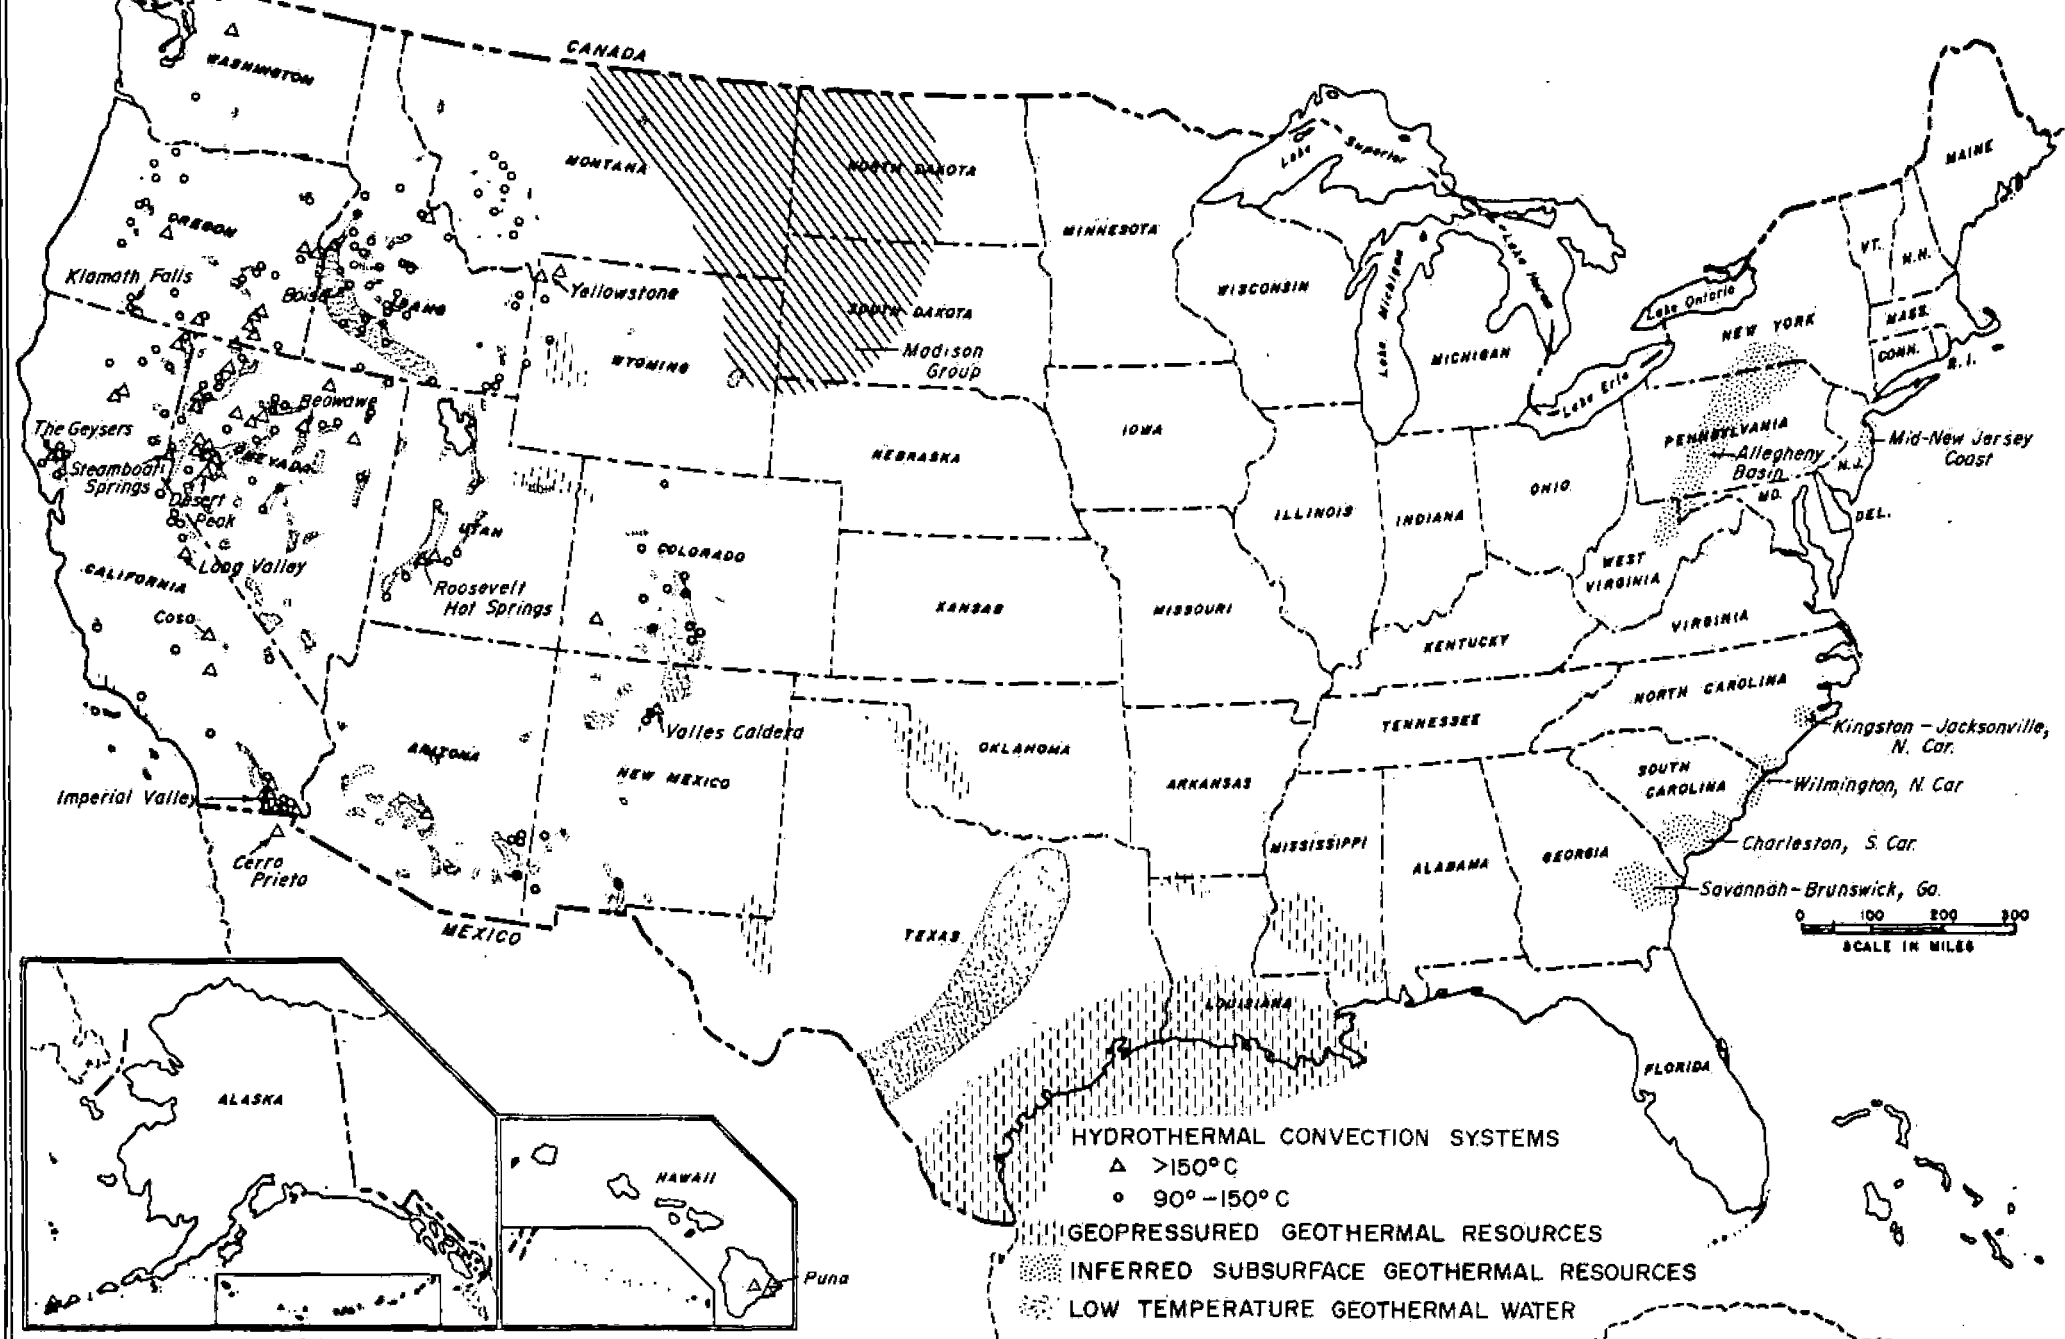 CANADA
WASHINGTON
MONTANA
NORTH DAKOTA
MINNESOTA
Lake Superior
MAINE
OREGON
VT.
N.H.
Klamath Falls
Boise
IDAHO
Yellowstone
SOUTH DAKOTA
WISCONSIN
Lake Michigan
Lake Huron
Lake Ontario
NEW YORK
MASS.
CONN.
R. I.
WYOMING
Madison
Group
MICHIGAN
Lake Erie
Beowawe
The Geysers
IOWA
PENNSYLVANIA
Mid-New Jersey
Coast
Steamboat
Springs
NEVADA
NEBRASKA
Allegheny
Basin
N.J.
MD.
DEL.
Desert
Peak
UTAH
COLORADO
ILLINOIS
INDIANA
OHIO
WEST
VIRGINIA
CALIFORNIA
Long Valley
Roosevelt
Hot Springs
KANSAS
MISSOURI
VIRGINIA
Coso
KENTUCKY
NORTH CAROLINA
TENNESSEE
Kingston - Jacksonville,
N. Car.
Valles Caldera
ARIZONA
NEW MEXICO
OKLAHOMA
ARKANSAS
SOUTH
CAROLINA
Wilmington, N. Car
Imperial Valley
Cerro
Prieto
MISSISSIPPI
ALABAMA
GEORGIA
Charleston, S. Car.
Savannah-Brunswick, Ga.
0 100 200 300
SCALE IN MILES
MEXICO
TEXAS
LOUISIANA
FLORIDA
ALASKA
HAWAII
Puna
HYDROTHERMAL CONVECTION SYSTEMS
>150°C
90°-150°C
GEOPRESSURED GEOTHERMAL RESOURCES
INFERRED SUBSURFACE GEOTHERMAL RESOURCES
LOW TEMPERATURE GEOTHERMAL WATER